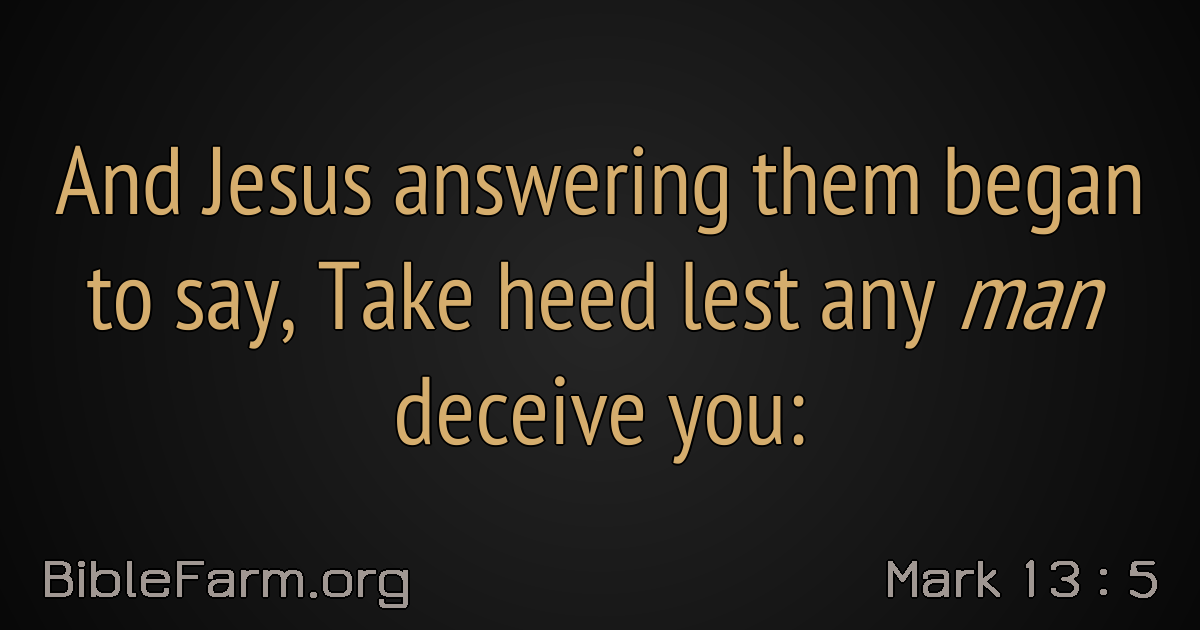 And Jesus answering them began
to say, Take heed lest any man
deceive you:
BibleFarm.org
Mark 13 : 5